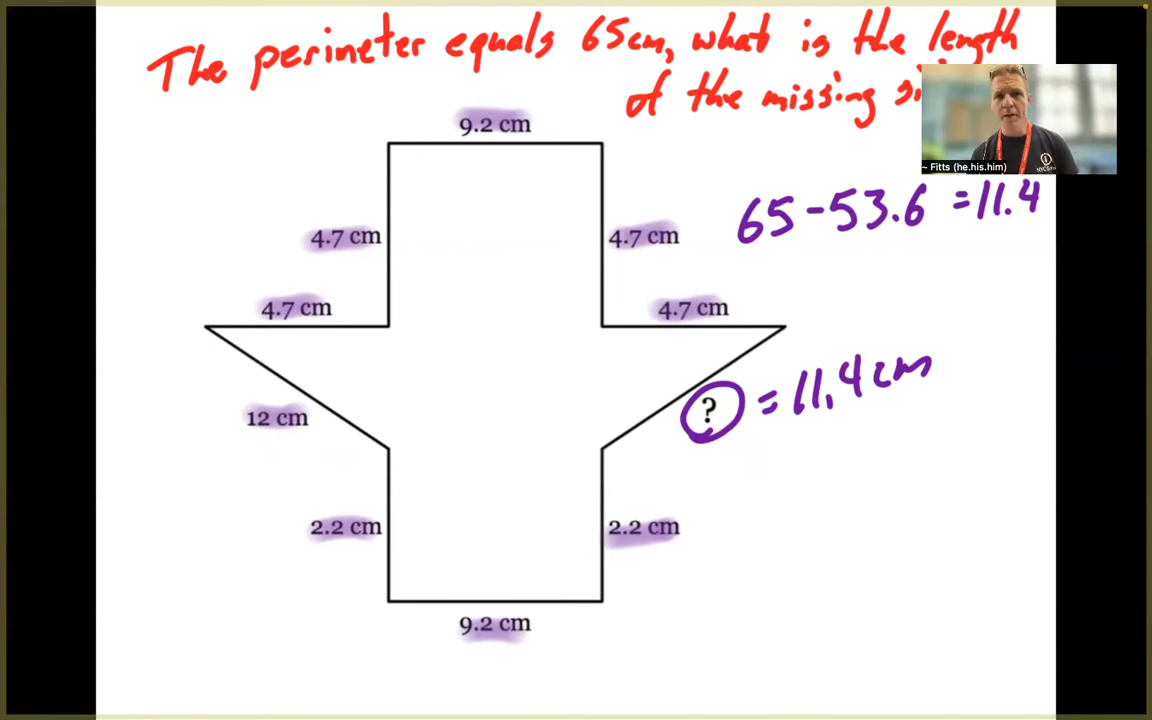 The perimeter equals 65cm, what is the length
of the missing
~ Fitts (he.his.him)
9.2 cm
65-53.6 =11.4
4.7 cm
4.7 cm
4.7 cm
4.7 cm
? = 11.4cm
12 cm
2.2 cm
2.2 cm
9.2 cm